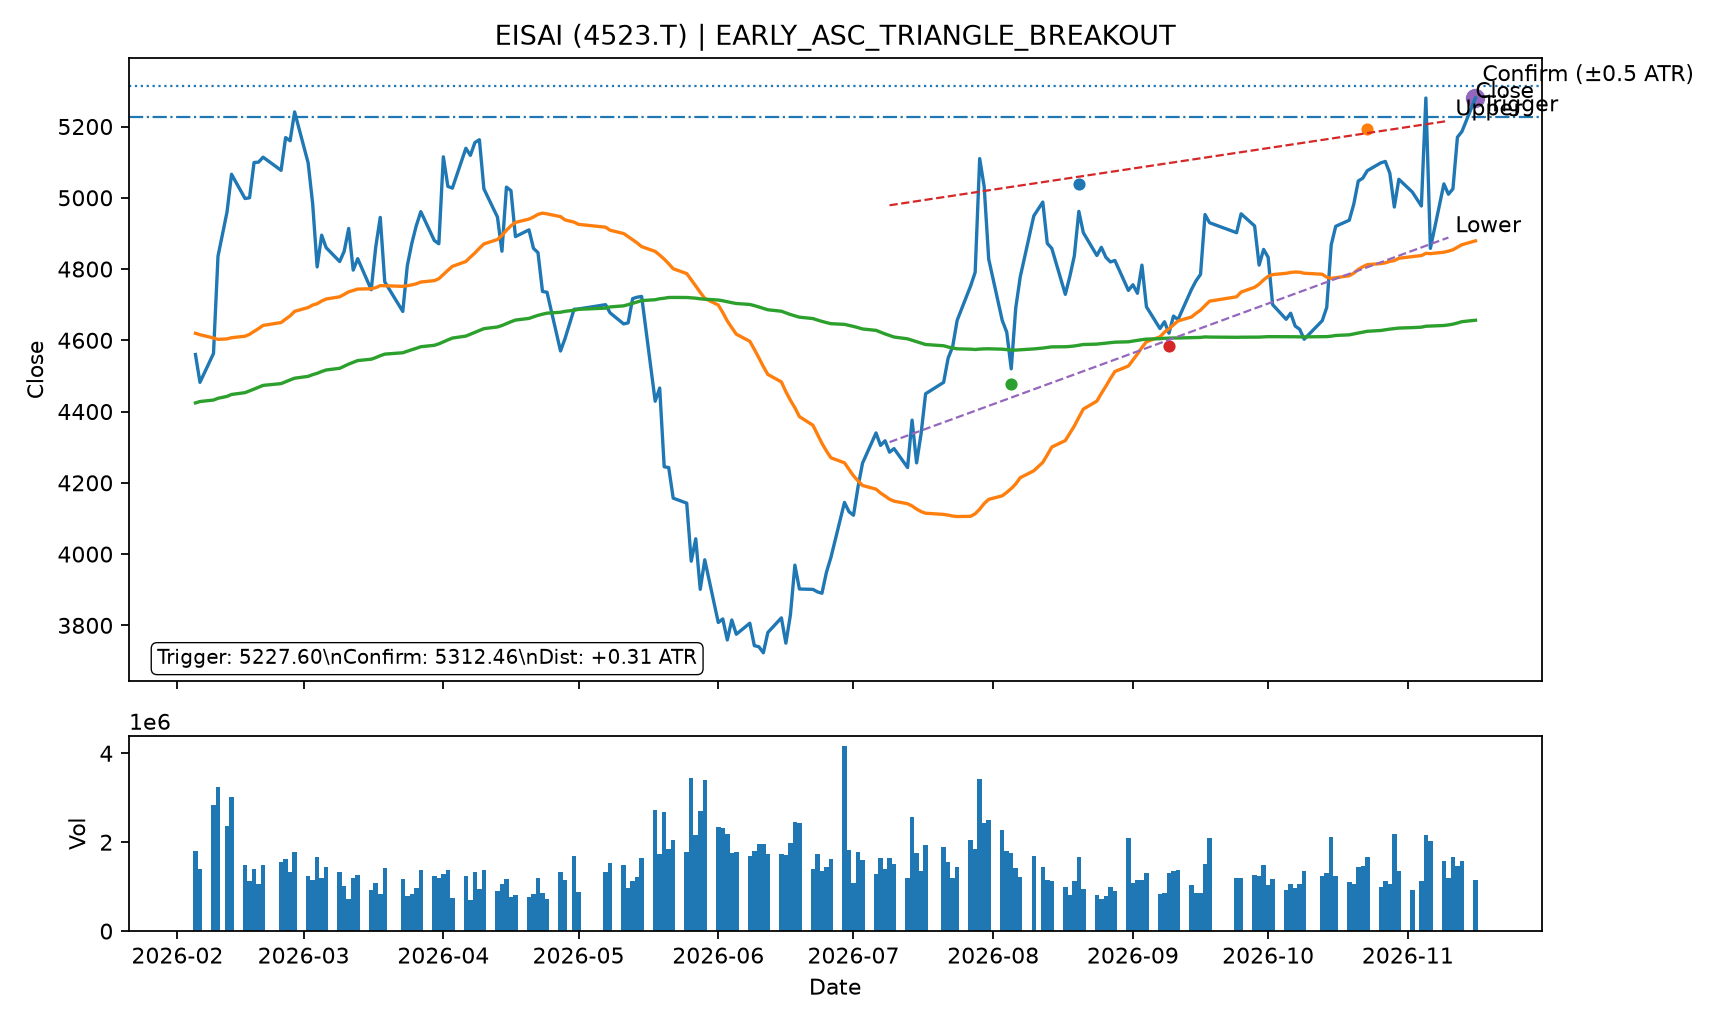 EISAI (4523.T) | EARLY_ASC_TRIANGLE_BREAKOUT
Confirm (±0.5 ATR)
Close
Trigger
Upper
Lower
5200
5000
4800
4600
4400
4200
4000
3800
Close
Trigger: 5227.60\nConfirm: 5312.46\nDist: +0.31 ATR
1e6
4
2
0
Vol
2026-02 2026-03 2026-04 2026-05 2026-06 2026-07 2026-08 2026-09 2026-10 2026-11
Date